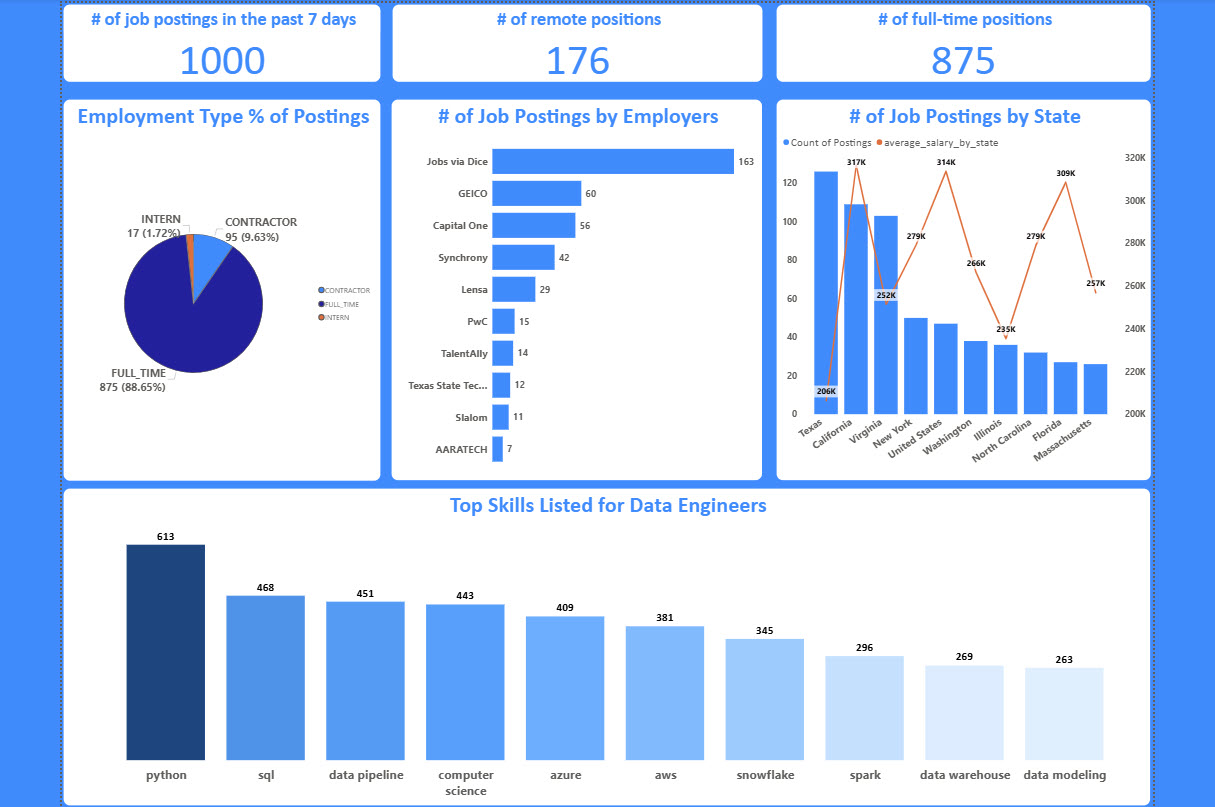 # of job postings in the past 7 days
1000
# of remote positions
176
# of full-time positions
875
Employment Type % of Postings
INTERN
17 (1.72%)
CONTRACTOR
95 (9.63%)
FULL_TIME
875 (88.65%)
CONTRACTOR
FULL_TIME
INTERN
# of Job Postings by Employers
Jobs via Dice 163
GEICO 60
Capital One 56
Synchrony 42
Lensa 29
PwC 15
TalentAlly 14
Texas State Tec... 12
Slalom 11
AARATECH 7
# of Job Postings by State
Count of Postings average_salary_by_state
120
100
80
60
40
20
0
320K
300K
280K
260K
240K
220K
200K
206K
317K
252K
279K
314K
266K
235K
279K
309K
257K
Texas
California
Virginia
New York
United States
Washington
Illinois
North Carolina
Florida
Massachusetts
Top Skills Listed for Data Engineers
613
468
451
443
409
381
345
296
269
263
python
sql
data pipeline
computer
science
azure
aws
snowflake
spark
data warehouse
data modeling